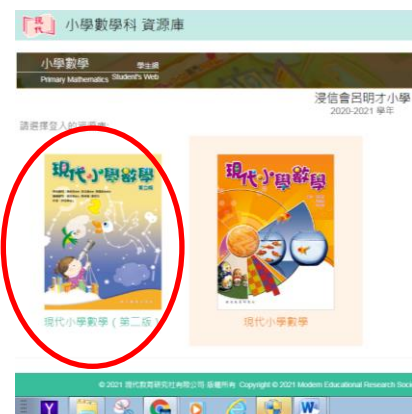 現代 小學數學科 資源庫
小學數學 學生網
Primary Mathematics Student's Web
浸信會呂明才小學
2020-2021 學年
請選擇登入的資源庫:
現代小學數學
第二版
現代小學數學
現代小學數學 ( 第二版 )
現代小學數學
© 2021 現代教育研究社有限公司 版權所有 Copyright © 2021 Modern Educational Research Soci